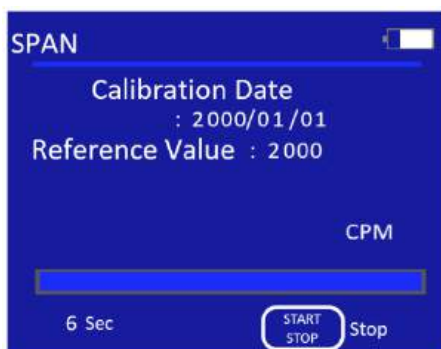 SPAN
Calibration Date
: 2000/01/01
Reference Value : 2000
CPM
6 Sec START STOP Stop